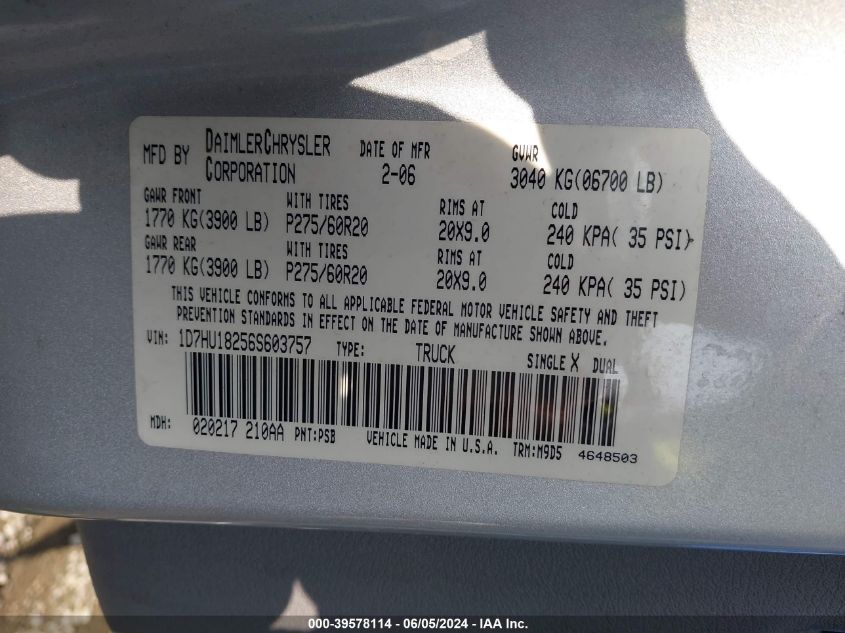 MFD BY DAIMLERCHRYSLER CORPORATION DATE OF MFR 2-06 GVWR 3040 KG(06700 LB)
GAWR FRONT WITH TIRES RIMS AT COLD
1770 KG(3900 LB) P275/60R20 20X9.0 240 KPA( 35 PSI)
GAWR REAR WITH TIRES RIMS AT COLD
1770 KG(3900 LB) P275/60R20 20X9.0 240 KPA( 35 PSI)
THIS VEHICLE CONFORMS TO ALL APPLICABLE FEDERAL MOTOR VEHICLE SAFETY AND THEFT
PREVENTION STANDARDS IN EFFECT ON THE DATE OF MANUFACTURE SHOWN ABOVE.
VIN: 1D7HU18256S603757 TYPE: TRUCK SINGLE X DUAL
MDH: 020217 210AA PNT:PSB VEHICLE MADE IN U.S.A. TRM:M9D5 4648503
000-39578114 - 06/05/2024 - IAA Inc.